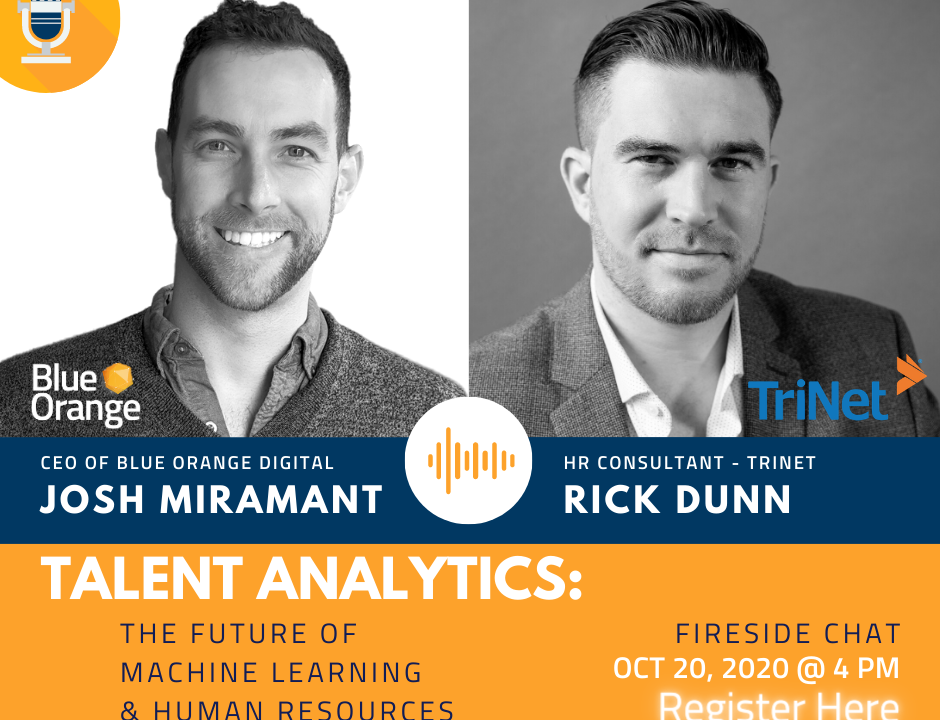 Blue
Orange
TriNet
CEO OF BLUE ORANGE DIGITAL
JOSH MIRAMANT
HR CONSULTANT - TRINET
RICK DUNN
TALENT ANALYTICS:
THE FUTURE OF
MACHINE LEARNING
& HUMAN RESOURCES
FIRESIDE CHAT
OCT 20, 2020 @ 4 PM
Register Here